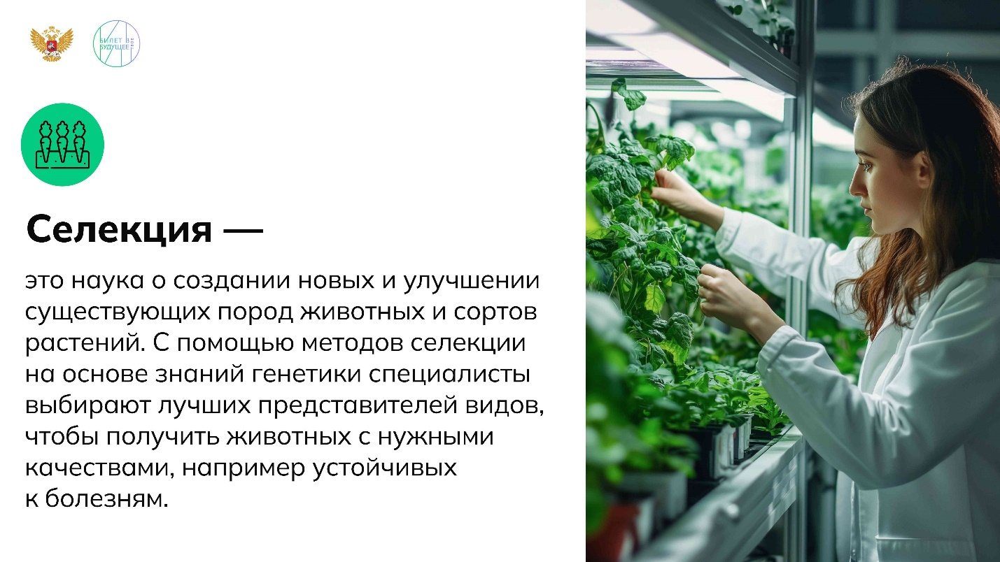 БИЛЕТ В
БУДУЩЕЕ
ТВОЁ
Селекция —
это наука о создании новых и улучшении
существующих пород животных и сортов
растений. С помощью методов селекции
на основе знаний генетики специалисты
выбирают лучших представителей видов,
чтобы получить животных с нужными
качествами, например устойчивых
к болезням.